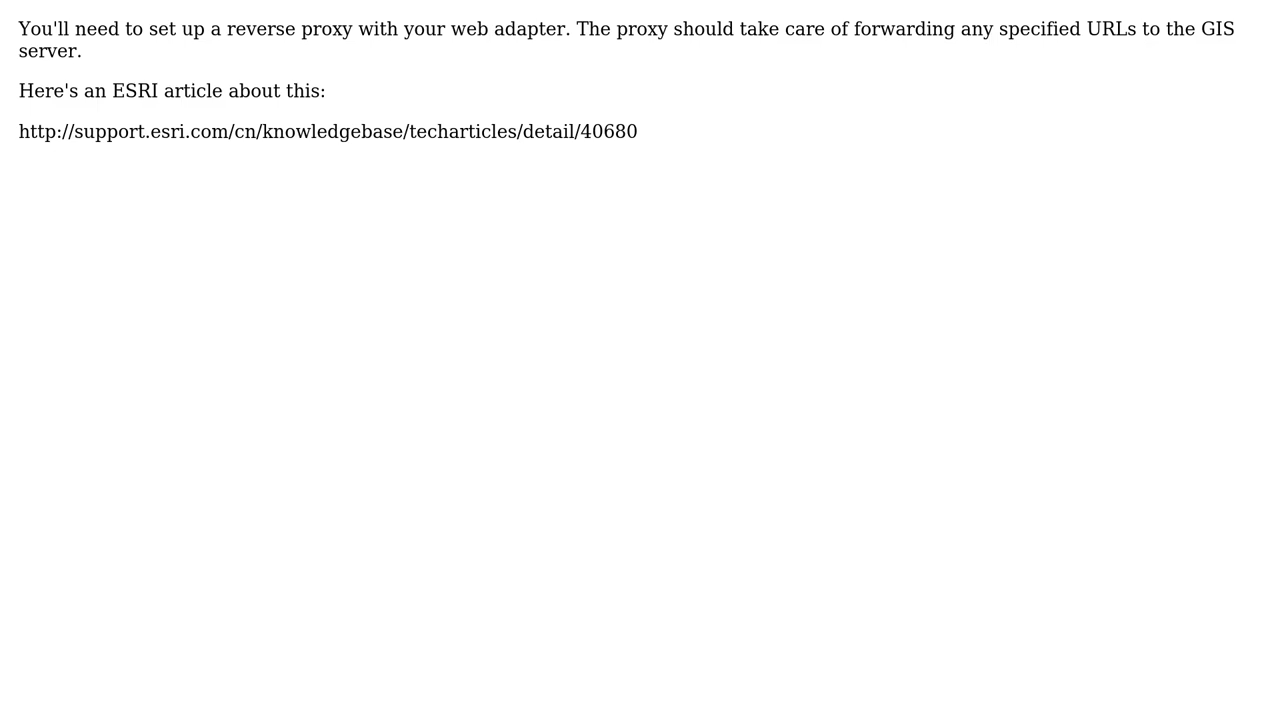 You'll need to set up a reverse proxy with your web adapter. The proxy should take care of forwarding any specified URLs to the GIS
server.
Here's an ESRI article about this:
http://support.esri.com/cn/knowledgebase/techarticles/detail/40680